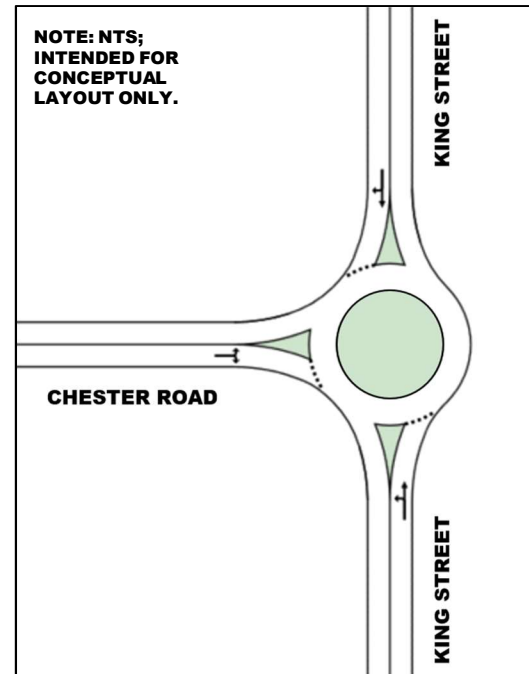 NOTE: NTS;
INTENDED FOR
CONCEPTUAL
LAYOUT ONLY.
KING STREET
CHESTER ROAD
KING STREET